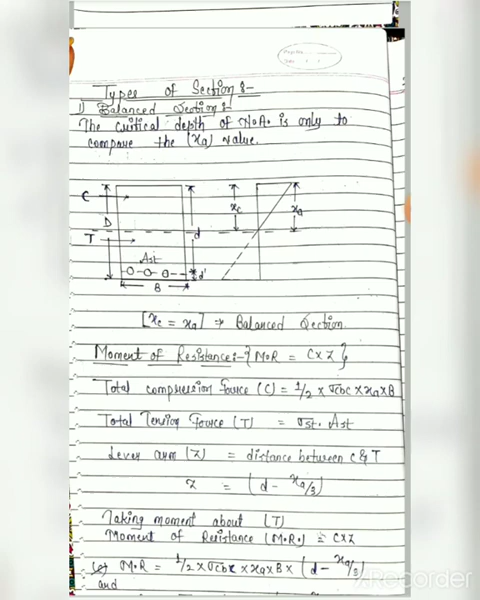 Types of Section :-
1) Balanced Section :-
The critical depth of N.A. is only to
compare the (xa) value.
C
D
T
Ast
B
d
d'
xc
xa
[xc = xa] ⇒ Balanced Section.
Moment of Resistance :- {M.R = C×Z}
Total compression force (C) = 1/2 × σcbc × xa × B
Total Tension Force (T) = σst. Ast
Lever arm (z) = distance between C & T
z = (d - xa/3)
Taking moment about (T)
Moment of Resistance (M.R.) = C×z
(c) M.R = 1/2 × σcbc × xa × B × (d - xa/3)
and
Recorder